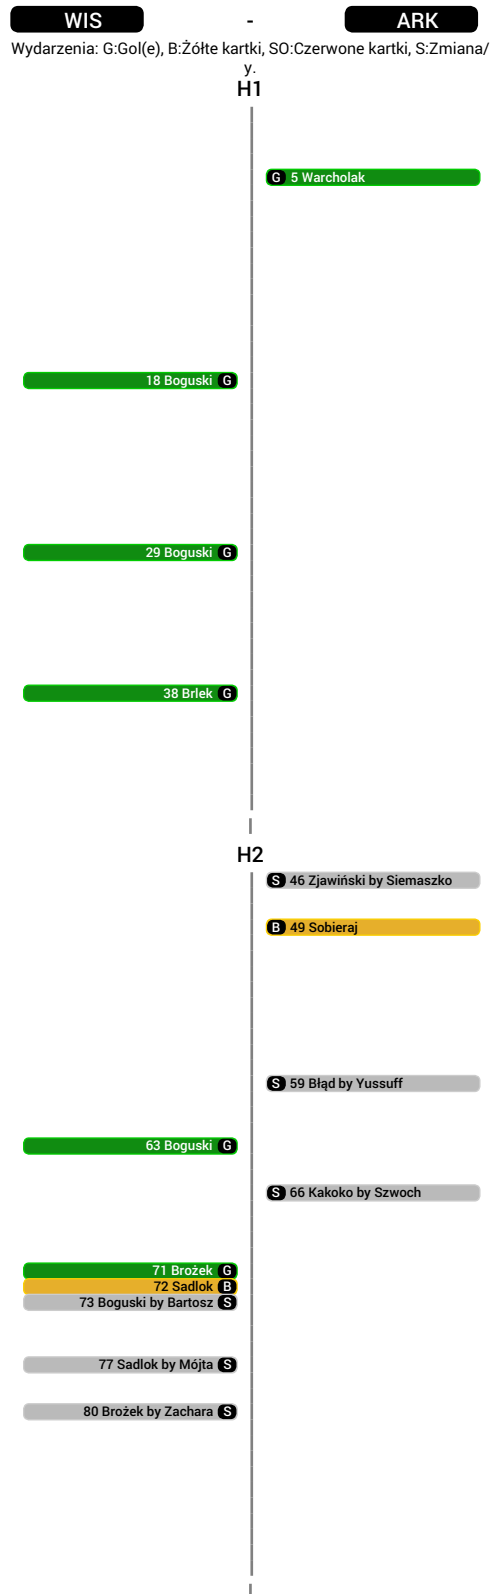 WIS - ARK
Wydarzenia: G:Gol(e), B:Żółte kartki, SO:Czerwone kartki, S:Zmiana/
y.
H1
G 5 Warcholak
18 Boguski G
29 Boguski G
38 Brlek G
H2
S 46 Zjawiński by Siemaszko
B 49 Sobieraj
S 59 Błąd by Yussuff
63 Boguski G
S 66 Kakoko by Szwoch
71 Brożek G
72 Sadlok B
73 Boguski by Bartosz S
77 Sadlok by Mójta S
80 Brożek by Zachara S